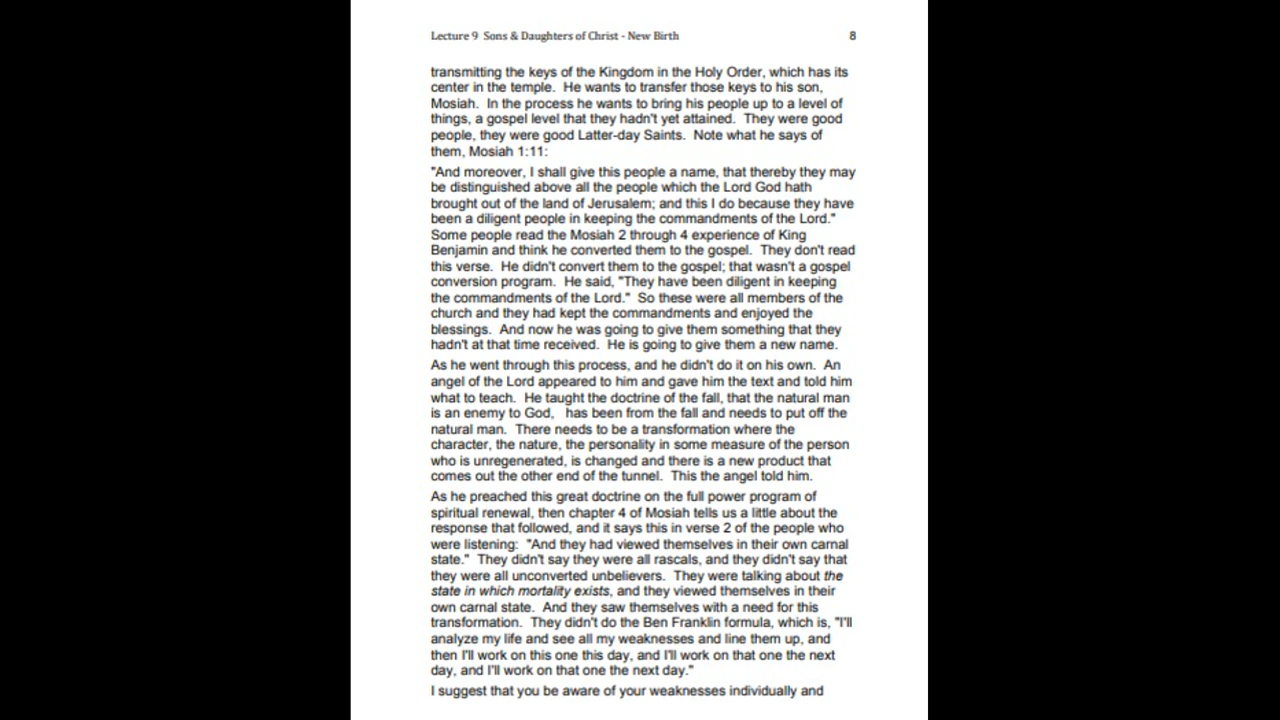 Lecture 9  Sons & Daughters of Christ - New Birth 8
transmitting the keys of the Kingdom in the Holy Order, which has its
center in the temple.  He wants to transfer those keys to his son,
Mosiah.  In the process he wants to bring his people up to a level of
things, a gospel level that they hadn't yet attained.  They were good
people, they were good Latter-day Saints.  Note what he says of
them, Mosiah 1:11:
"And moreover, I shall give this people a name, that thereby they may
be distinguished above all the people which the Lord God hath
brought out of the land of Jerusalem; and this I do because they have
been a diligent people in keeping the commandments of the Lord."
Some people read the Mosiah 2 through 4 experience of King
Benjamin and think he converted them to the gospel.  They don't read
this verse.  He didn't convert them to the gospel; that wasn't a gospel
conversion program.  He said, "They have been diligent in keeping
the commandments of the Lord."  So these were all members of the
church and they had kept the commandments and enjoyed the
blessings.  And now he was going to give them something that they
hadn't at that time received.  He is going to give them a new name.
As he went through this process, and he didn't do it on his own.  An
angel of the Lord appeared to him and gave him the text and told him
what to teach.  He taught the doctrine of the fall, that the natural man
is an enemy to God,   has been from the fall and needs to put off the
natural man.  There needs to be a transformation where the
character, the nature, the personality in some measure of the person
who is unregenerated, is changed and there is a new product that
comes out the other end of the tunnel.  This the angel told him.
As he preached this great doctrine on the full power program of
spiritual renewal, then chapter 4 of Mosiah tells us a little about the
response that followed, and it says this in verse 2 of the people who
were listening:  "And they had viewed themselves in their own carnal
state."  They didn't say they were all rascals, and they didn't say that
they were all unconverted unbelievers.  They were talking about the
state in which mortality exists, and they viewed themselves in their
own carnal state.  And they saw themselves with a need for this
transformation.  They didn't do the Ben Franklin formula, which is, "I'll
analyze my life and see all my weaknesses and line them up, and
then I'll work on this one this day, and I'll work on that one the next
day, and I'll work on that one the next day."
I suggest that you be aware of your weaknesses individually and